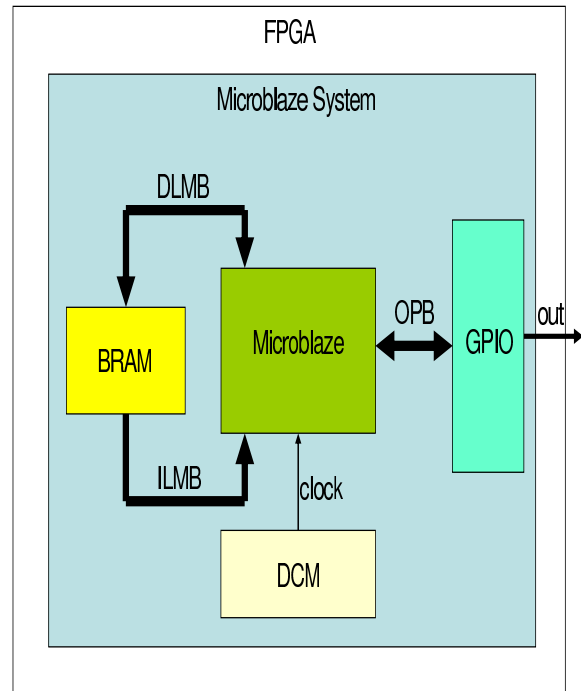 FPGA
Microblaze System
DLMB
BRAM
Microblaze
OPB
GPIO
out
ILMB
clock
DCM